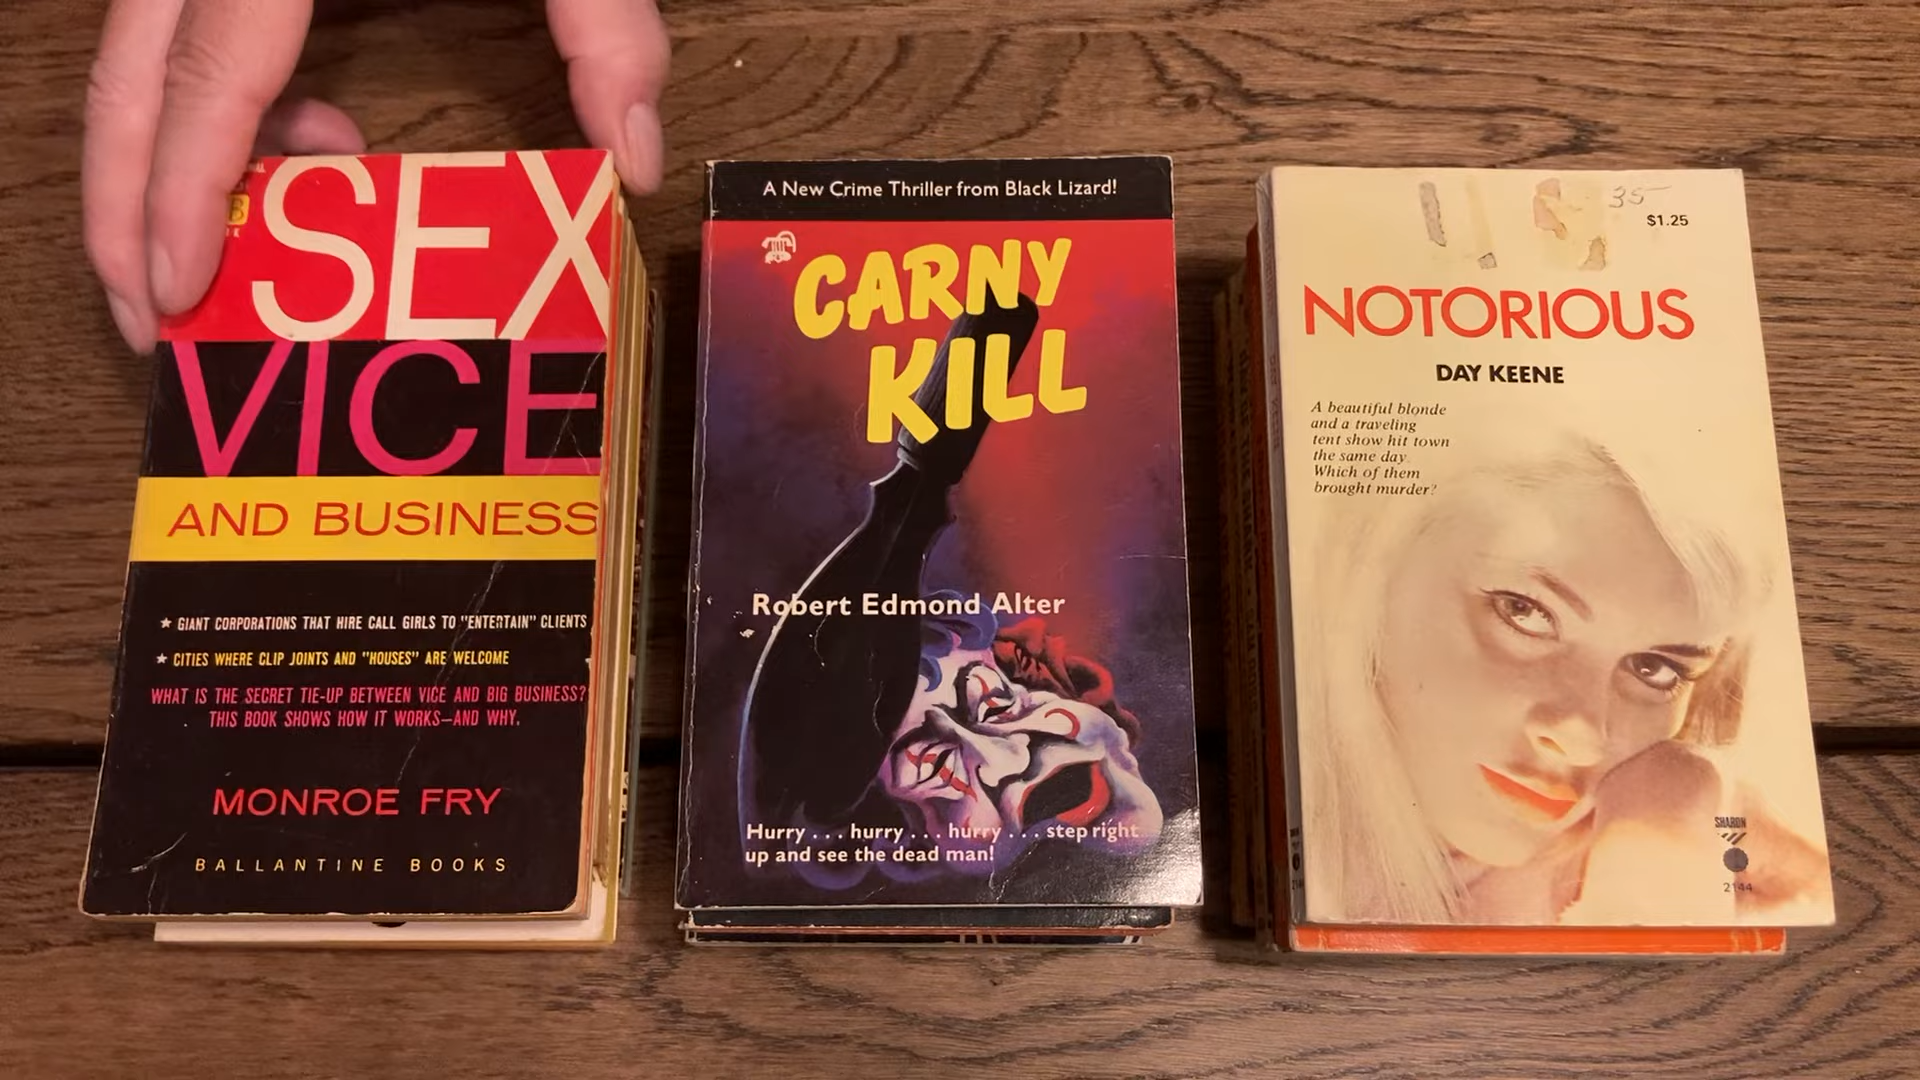 SEX
VICE
AND BUSINESS
★ GIANT CORPORATIONS THAT HIRE CALL GIRLS TO "ENTERTAIN" CLIENTS
★ CITIES WHERE CLIP JOINTS AND "HOUSES" ARE WELCOME
WHAT IS THE SECRET TIE-UP BETWEEN VICE AND BIG BUSINESS?
THIS BOOK SHOWS HOW IT WORKS—AND WHY.
MONROE FRY
BALLANTINE BOOKS
A New Crime Thriller from Black Lizard!
CARNY
KILL
Robert Edmond Alter
Hurry . . . hurry . . . hurry . . . step right
up and see the dead man!
35
$1.25
NOTORIOUS
DAY KEENE
A beautiful blonde
and a traveling
tent show hit town
the same day.
Which of them
brought murder?
SHARON
2144